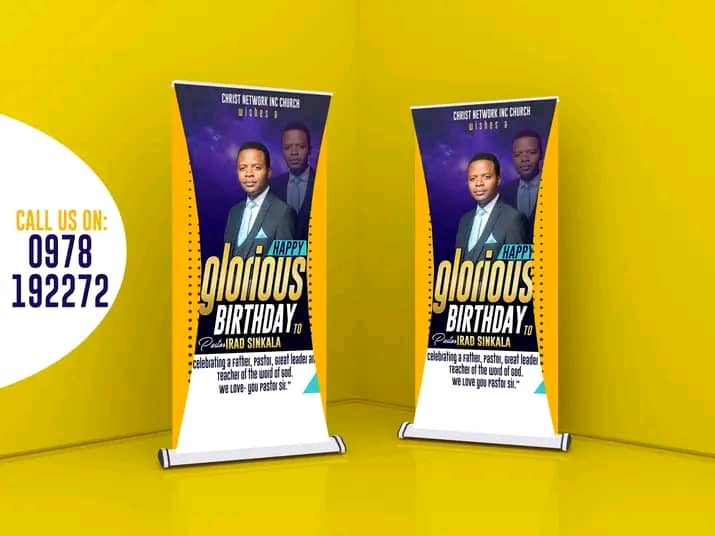 CALL US ON:
0978
192272
CHRIST NETWORK INC CHURCH
wishes a
HAPPY
glorious
BIRTHDAY TO
Pastor IRAD SINKALA
celebrating a Father, Pastor, Great leader
Teacher of the word of God.
we Love- you Pastor sir."
CHRIST NETWORK INC CHURCH
wishes a
HAPPY
glorious
BIRTHDAY TO
Pastor IRAD SINKALA
celebrating a Father, Pastor, Great leader
Teacher of the word of God.
we Love you Pastor sir."